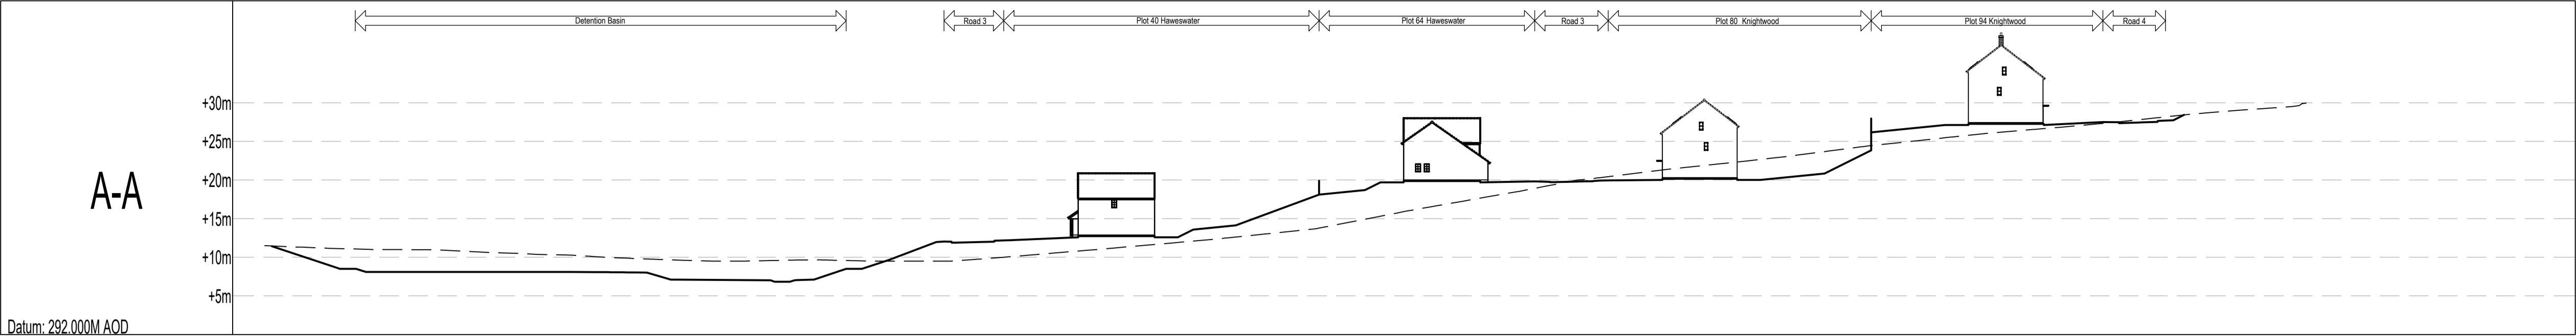 Detention Basin
Road 3
Plot 40 Haweswater
Plot 64 Haweswater
Road 3
Plot 80 Knightwood
Plot 94 Knightwood
Road 4
+30m
+25m
+20m
A-A
+15m
+10m
+5m
Datum: 292.000M AOD